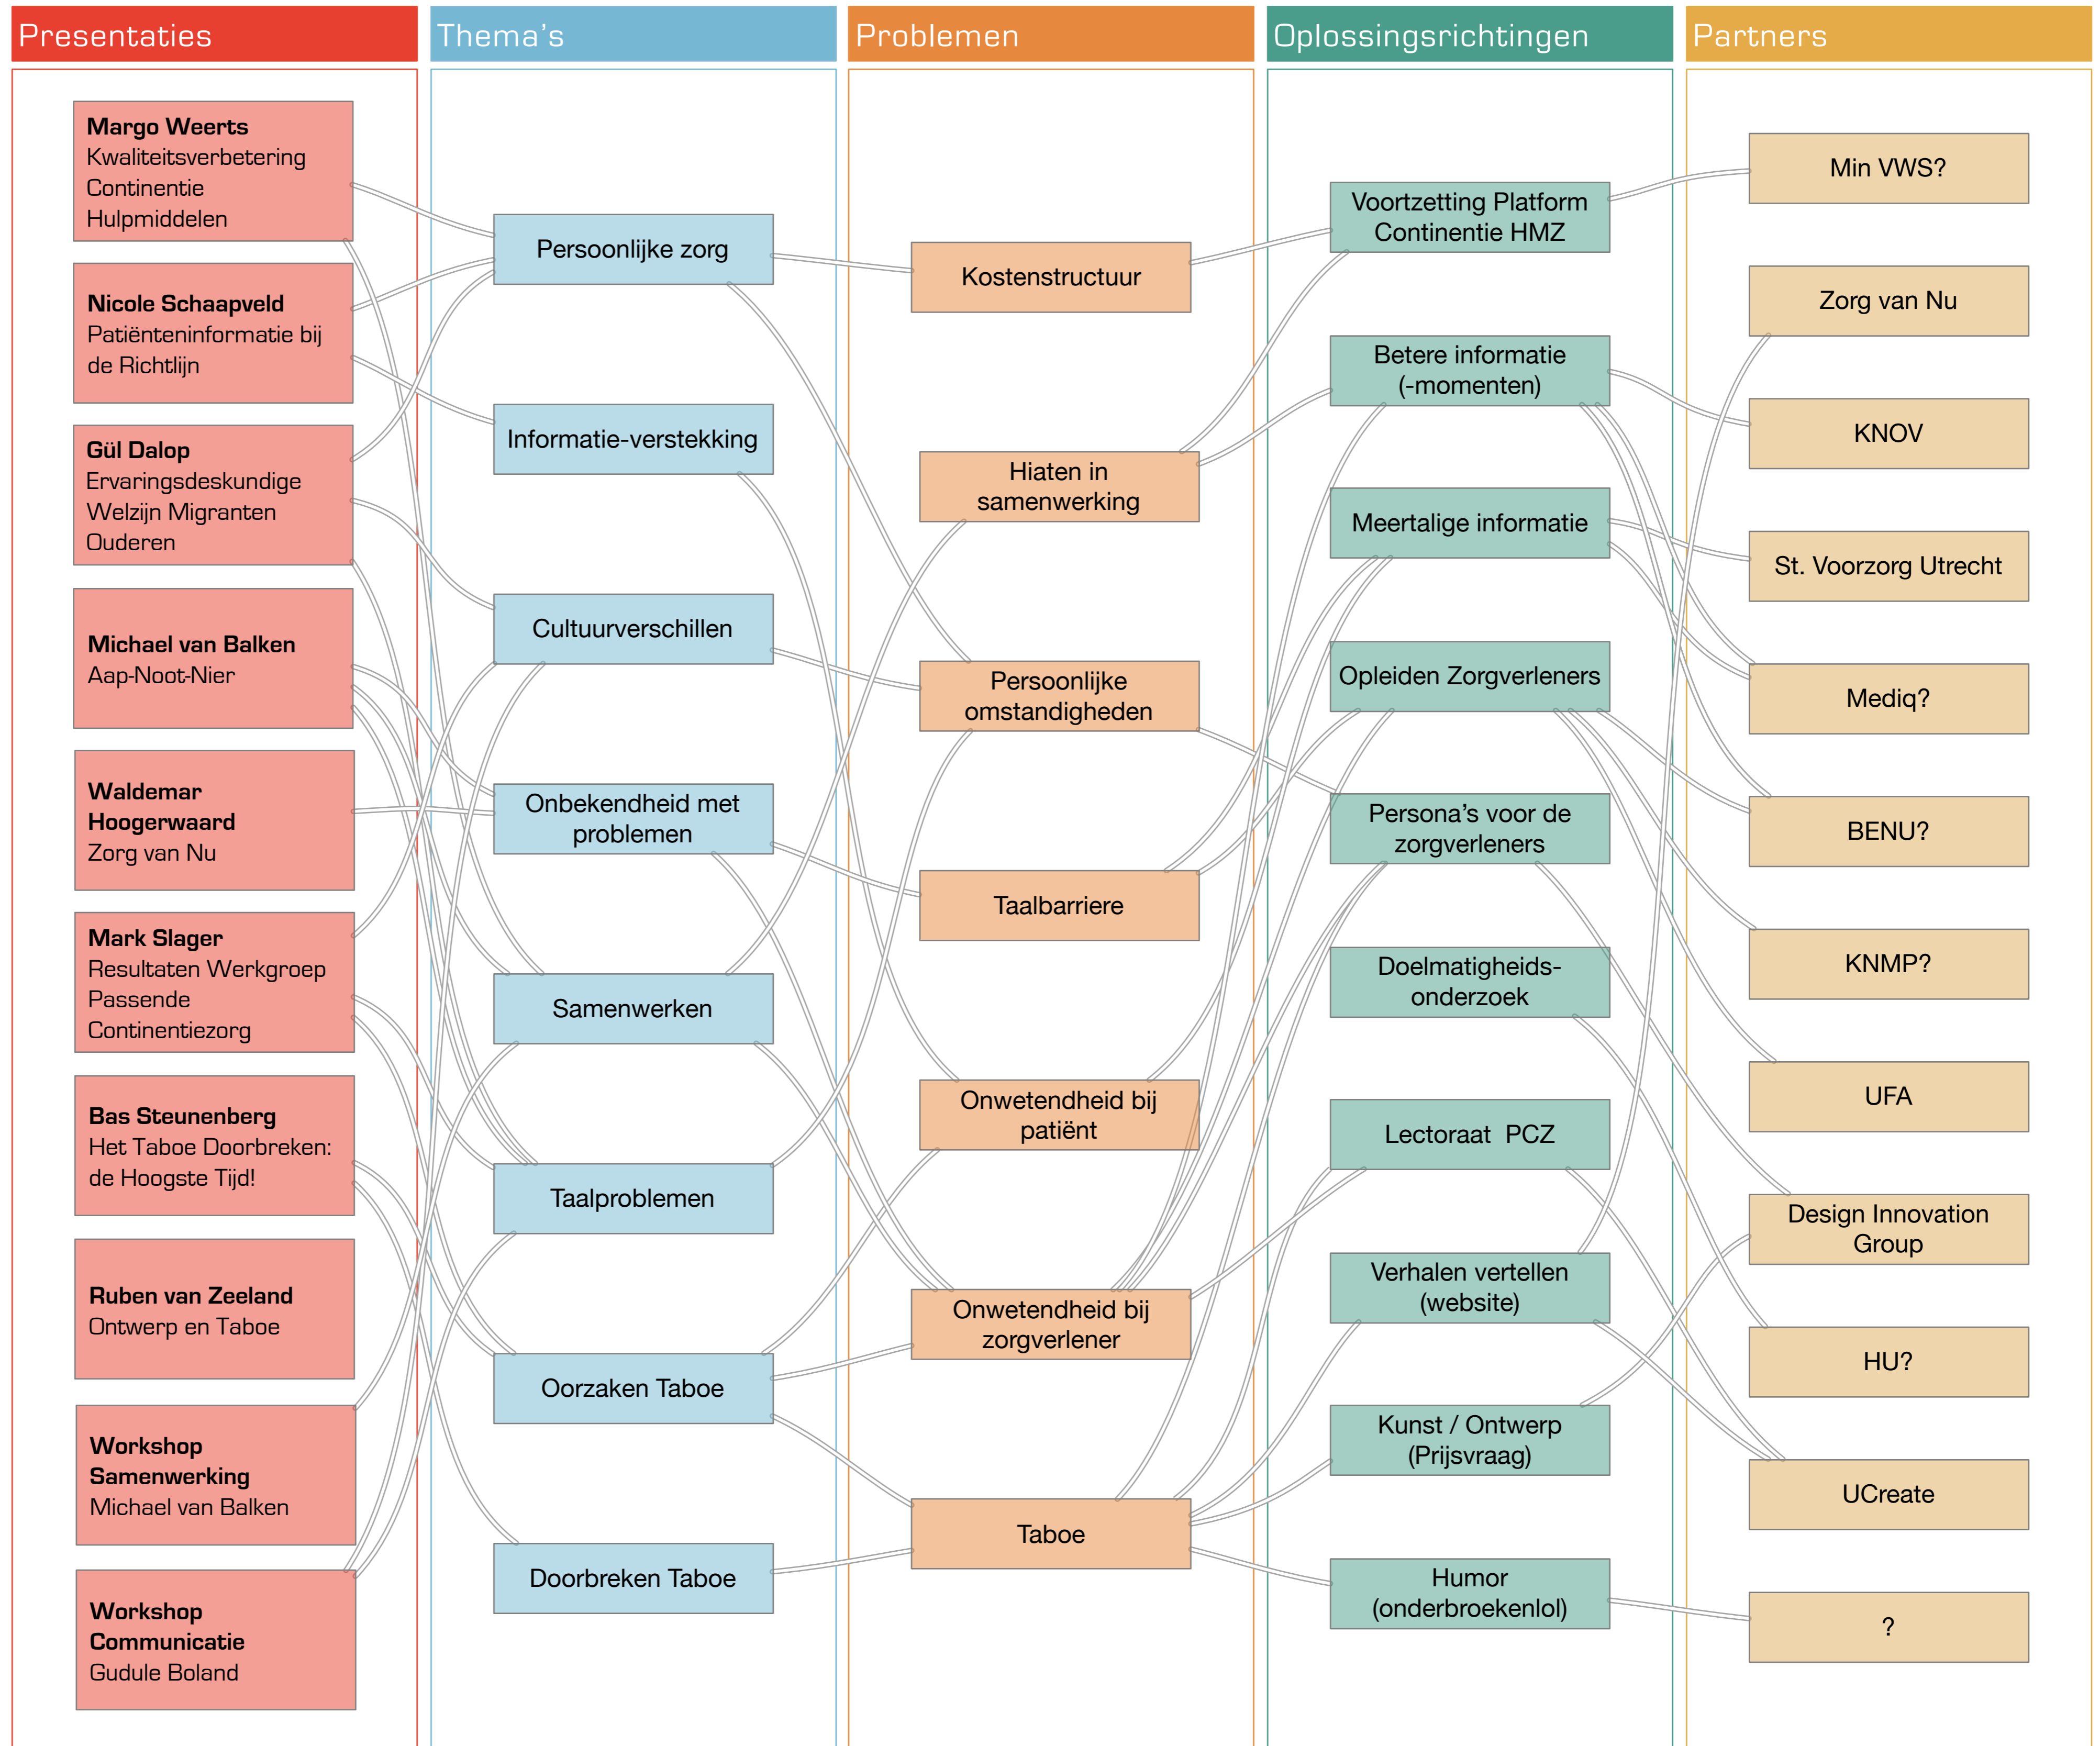 Presentaties
Thema's
Problemen
Oplossingsrichtingen
Partners
Margo Weerts
Kwaliteitsverbetering
Continentie
Hulpmiddelen
Nicole Schaapveld
Patiënteninformatie bij
de Richtlijn
Gül Dalop
Ervaringsdeskundige
Welzijn Migranten
Ouderen
Michael van Balken
Aap-Noot-Nier
Waldemar
Hoogerwaard
Zorg van Nu
Mark Slager
Resultaten Werkgroep
Passende
Continentiezorg
Bas Steunenberg
Het Taboe Doorbreken:
de Hoogste Tijd!
Ruben van Zeeland
Ontwerp en Taboe
Workshop
Samenwerking
Michael van Balken
Workshop
Communicatie
Gudule Boland
Persoonlijke zorg
Informatie-verstekking
Cultuurverschillen
Onbekendheid met
problemen
Samenwerken
Taalproblemen
Oorzaken Taboe
Doorbreken Taboe
Kostenstructuur
Hiaten in
samenwerking
Persoonlijke
omstandigheden
Taalbarriere
Onwetendheid bij
patiënt
Onwetendheid bij
zorgverlener
Taboe
Voortzetting Platform
Continentie HMZ
Betere informatie
(-momenten)
Meertalige informatie
Opleiden Zorgverleners
Persona's voor de
zorgverleners
Doelmatigheids-
onderzoek
Lectoraat PCZ
Verhalen vertellen
(website)
Kunst / Ontwerp
(Prijsvraag)
Humor
(onderbroekenlol)
Min VWS?
Zorg van Nu
KNOV
St. Voorzorg Utrecht
Mediq?
BENU?
KNMP?
UFA
Design Innovation
Group
HU?
UCreate
?